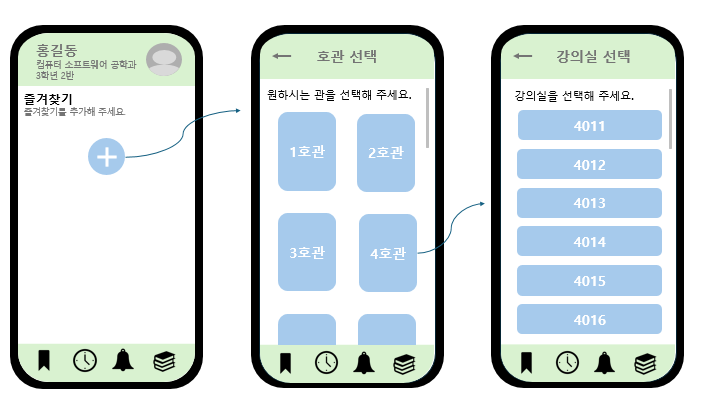 홍길동
컴퓨터 소프트웨어 공학과
3학년 2반
즐겨찾기
즐겨찾기를 추가해 주세요.
호관 선택
원하시는 관을 선택해 주세요.
1호관
2호관
3호관
4호관
강의실 선택
강의실을 선택해 주세요.
4011
4012
4013
4014
4015
4016